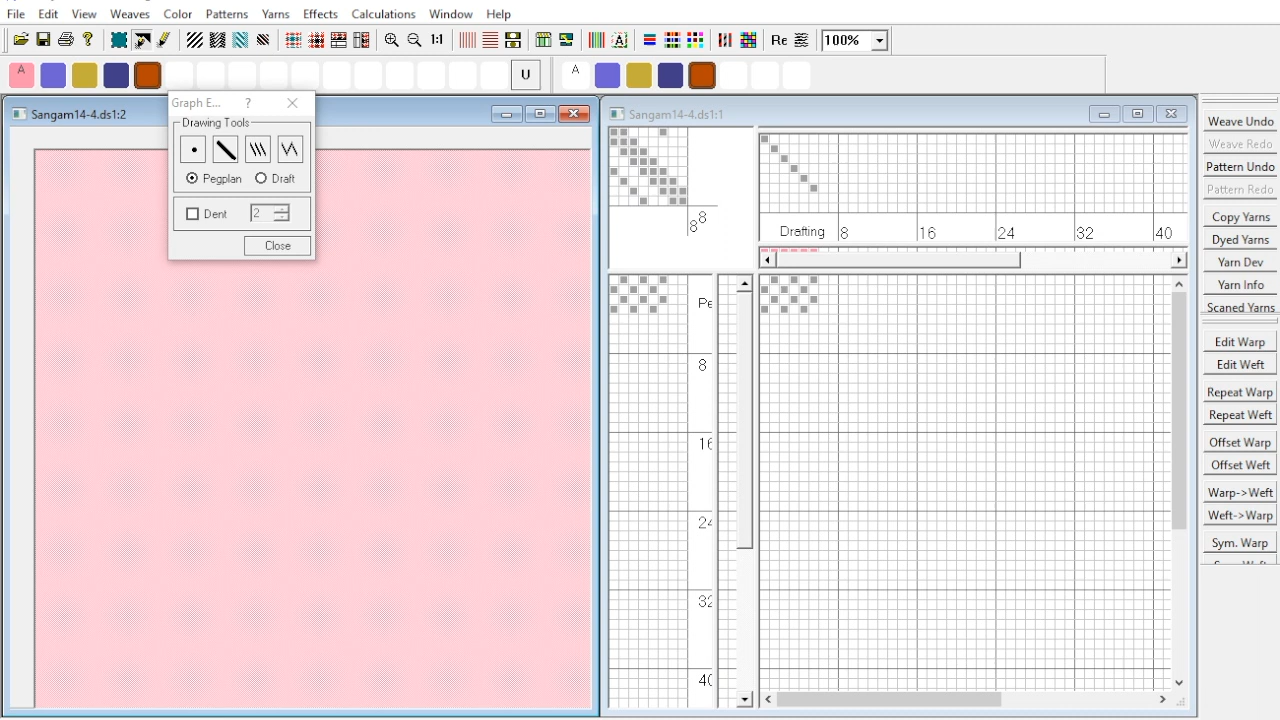 File Edit View Weaves Color Patterns Yarns Effects Calculations Window Help
1:1 Re 100%
A U A
Sangam14-4.ds1:2
Graph E... ?
Drawing Tools
Pegplan Draft
Dent 2
Close
Sangam14-4.ds1:1
8 8
Drafting 8 16 24 32 40
Pe
8
16
24
32
40
Weave Undo
Weave Redo
Pattern Undo
Pattern Redo
Copy Yarns
Dyed Yarns
Yarn Dev
Yarn Info
Scaned Yarns
Edit Warp
Edit Weft
Repeat Warp
Repeat Weft
Offset Warp
Offset Weft
Warp->Weft
Weft->Warp
Sym. Warp